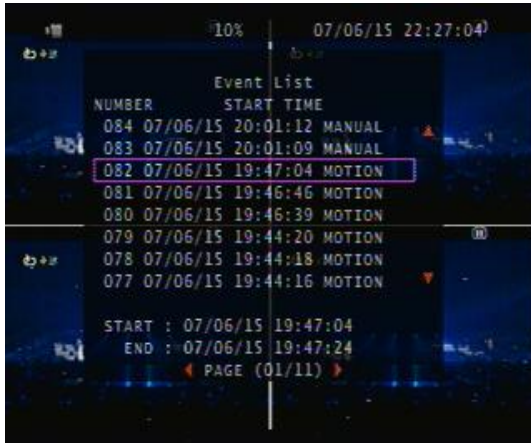 10% 07/06/15 22:27:04
Event List
NUMBER START TIME
084 07/06/15 20:01:12 MANUAL
083 07/06/15 20:01:09 MANUAL
082 07/06/15 19:47:04 MOTION
081 07/06/15 19:46:46 MOTION
080 07/06/15 19:46:39 MOTION
079 07/06/15 19:44:20 MOTION
078 07/06/15 19:44:18 MOTION
077 07/06/15 19:44:16 MOTION
START : 07/06/15 19:47:04
END : 07/06/15 19:47:24
PAGE (01/11)